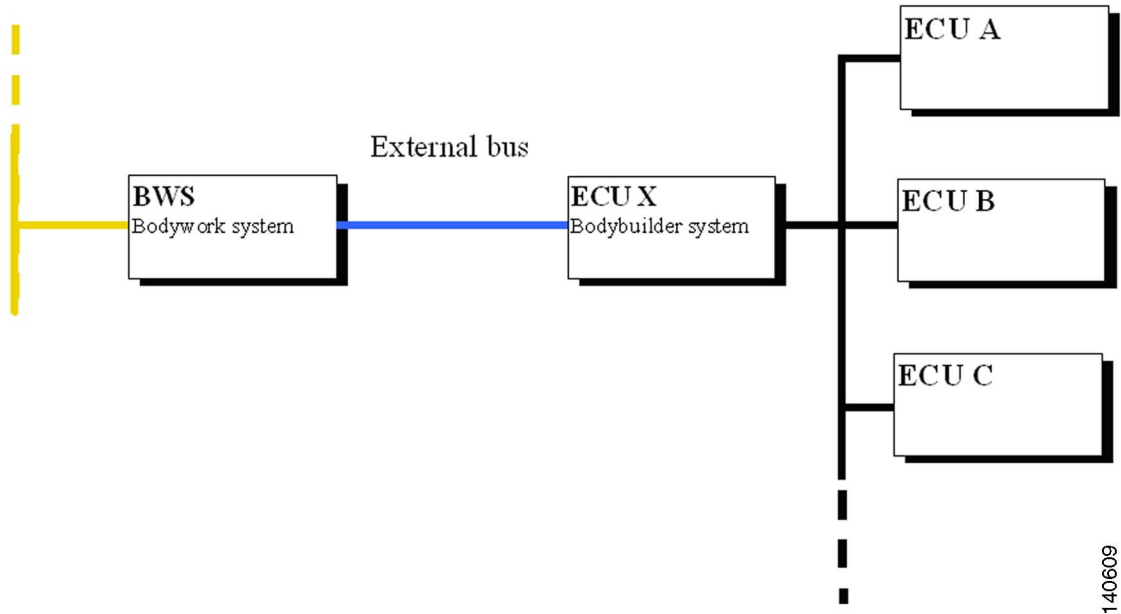 ECU A
External bus
BWS
Bodywork system
ECU X
Bodybuilder system
ECU B
ECU C
140609